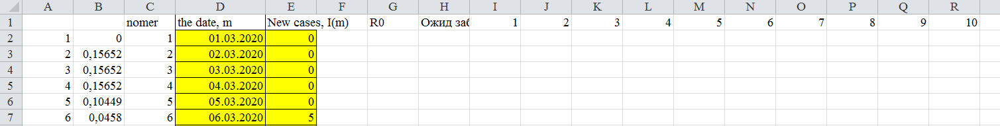 A B C D E F G H I J K L M N O P Q R
1 nomer the date, m New cases, I(m) R0 Ожид заб 1 2 3 4 5 6 7 8 9 10
2 1 0 1 01.03.2020 0
3 2 0,15652 2 02.03.2020 0
4 3 0,15652 3 03.03.2020 0
5 4 0,15652 4 04.03.2020 0
6 5 0,10449 5 05.03.2020 0
7 6 0,0458 6 06.03.2020 5